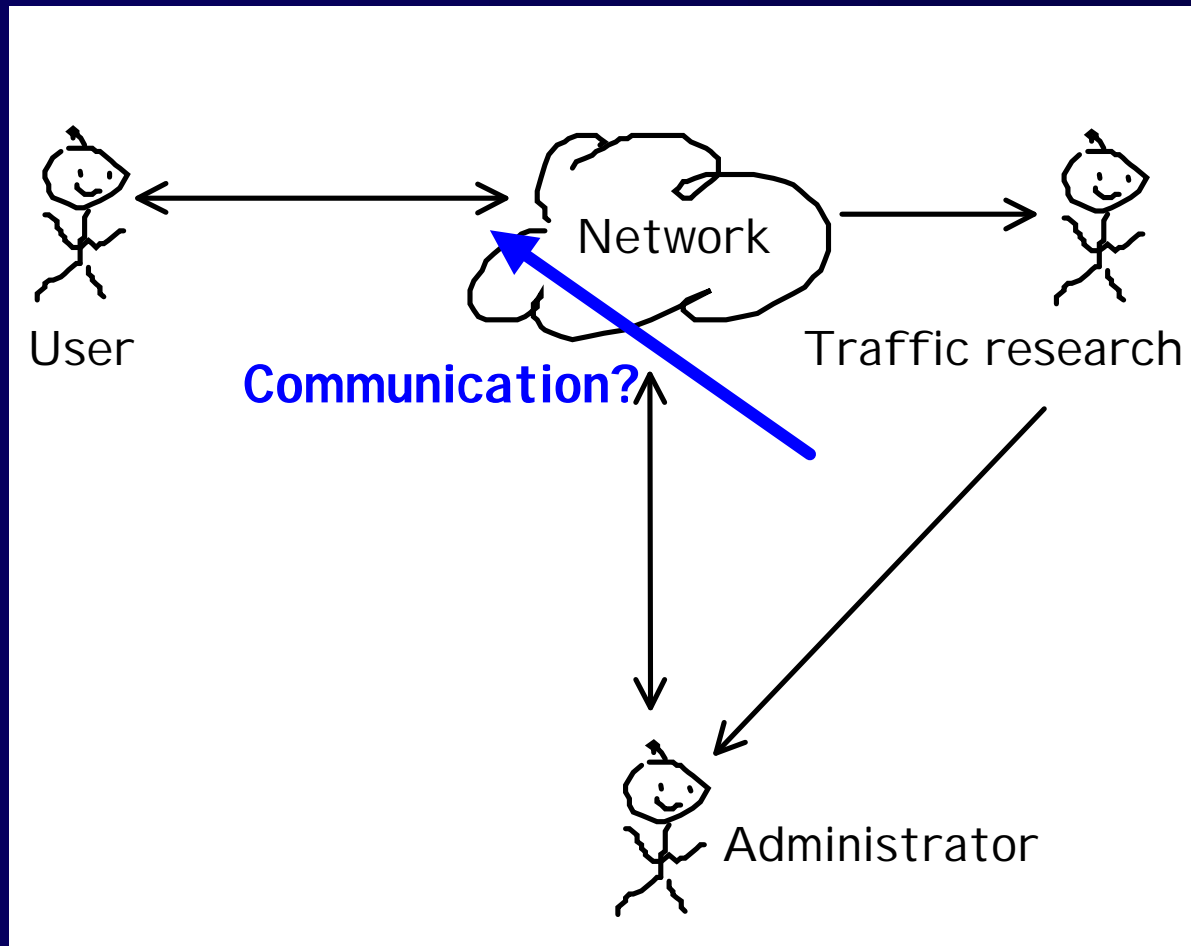 Network
User
Traffic research
Communication?
Administrator